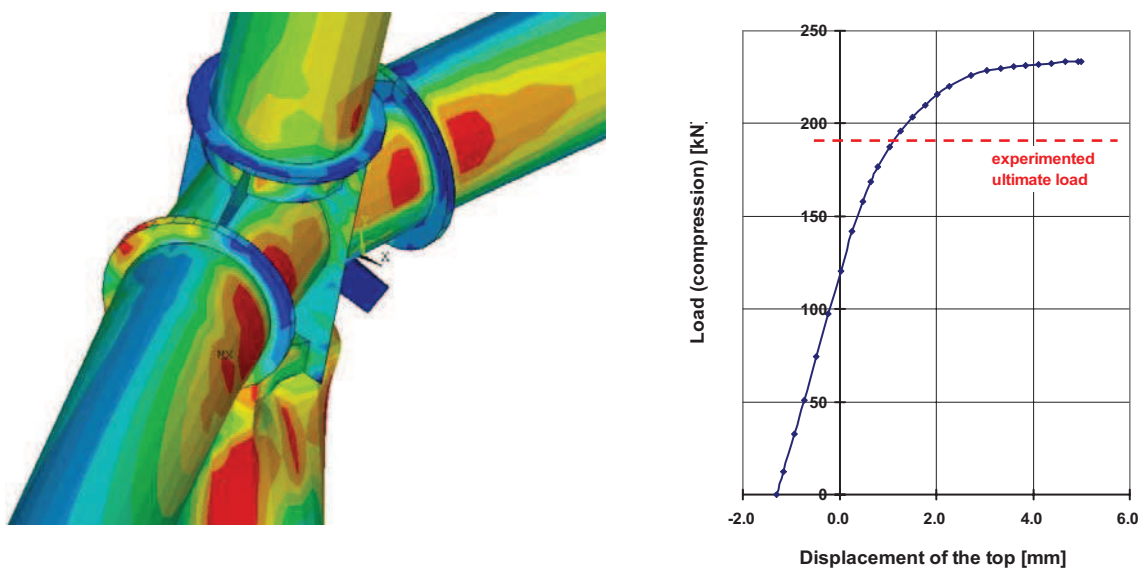 MX
Y
X
250
200
150
100
50
0
-2.0 0.0 2.0 4.0 6.0
Load (compression) [kN]
experimented
ultimate load
Displacement of the top [mm]